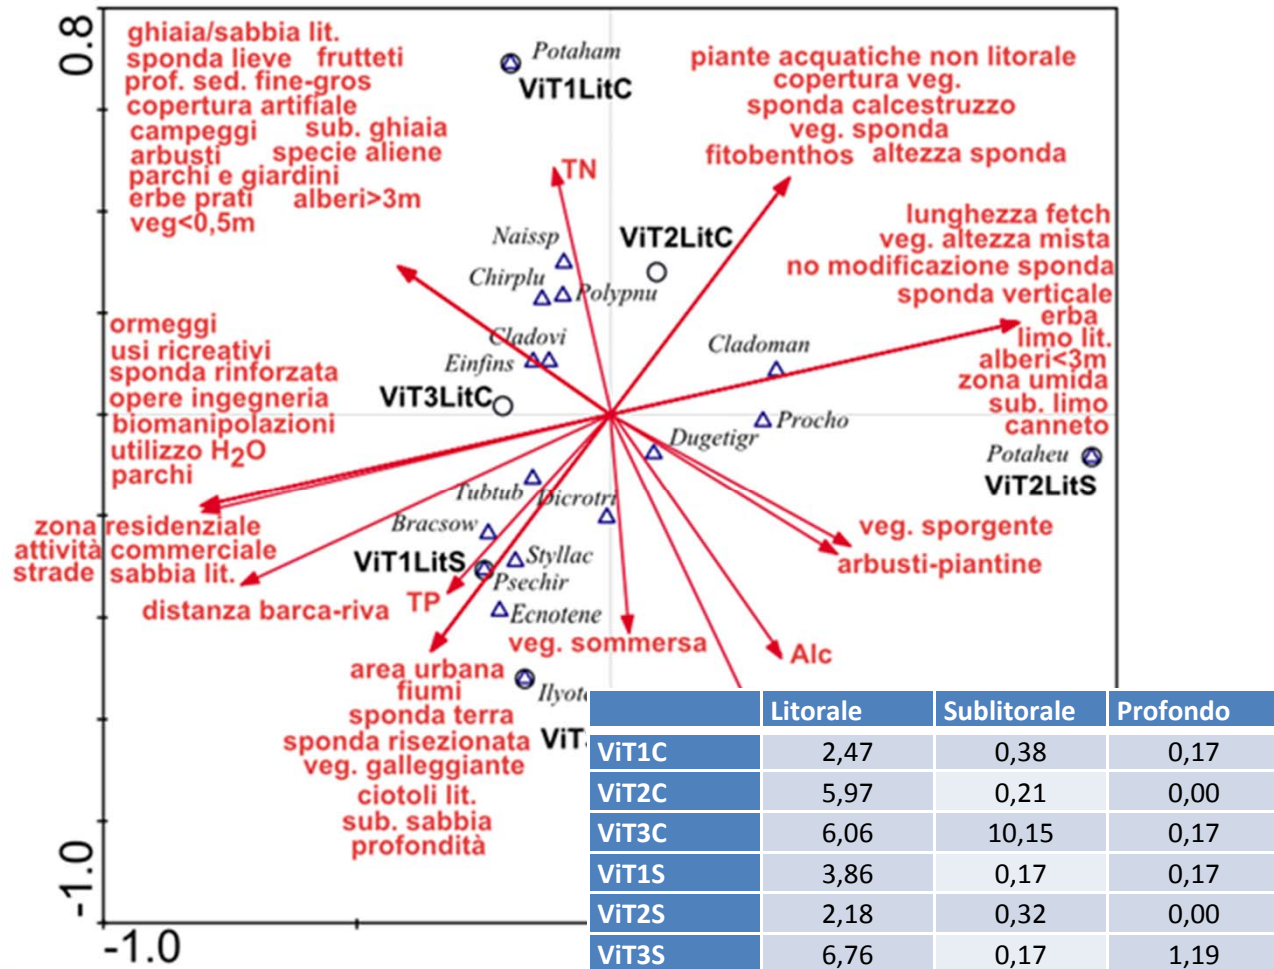 0.8
ghiaia/sabbia lit.
sponda lieve frutteti
prof. sed. fine-gros
copertura artifiale
campeggi sub. ghiaia
arbusti specie aliene
parchi e giardini
erbe prati alberi>3m
veg<0,5m
Potaham
ViT1LitC
piante acquatiche non litorale
copertura veg.
sponda calcestruzzo
veg. sponda
fitobenthos altezza sponda
TN
lunghezza fetch
veg. altezza mista
no modificazione sponda
sponda verticale
erba
limo lit.
alberi<3m
zona umida
sub. limo
canneto
Naissp
ViT2LitC
Chirplu
Polypnu
Cladovi
Einfins
Cladoman
ViT3LitC
Procho
Dugetigr
Potaheu
ViT2LitS
ormeggi
usi ricreativi
sponda rinforzata
opere ingegneria
biomanipolazioni
utilizzo H2O
parchi
Tubtub
Dicrotri
Bracsow
zona residenziale
attività commerciale
strade sabbia lit.
distanza barca-riva
ViT1LitS
Styllac
Psechir
TP
Ecnotene
veg. sporgente
arbusti-piantine
veg. sommersa
Alc
area urbana
fiumi
sponda terra
sponda risezionata
veg. galleggiante
ciotoli lit.
sub. sabbia
profondità
-1.0
-1.0
Litorale Sublitorale Profondo
ViT1C 2,47 0,38 0,17
ViT2C 5,97 0,21 0,00
ViT3C 6,06 10,15 0,17
ViT1S 3,86 0,17 0,17
ViT2S 2,18 0,32 0,00
ViT3S 6,76 0,17 1,19